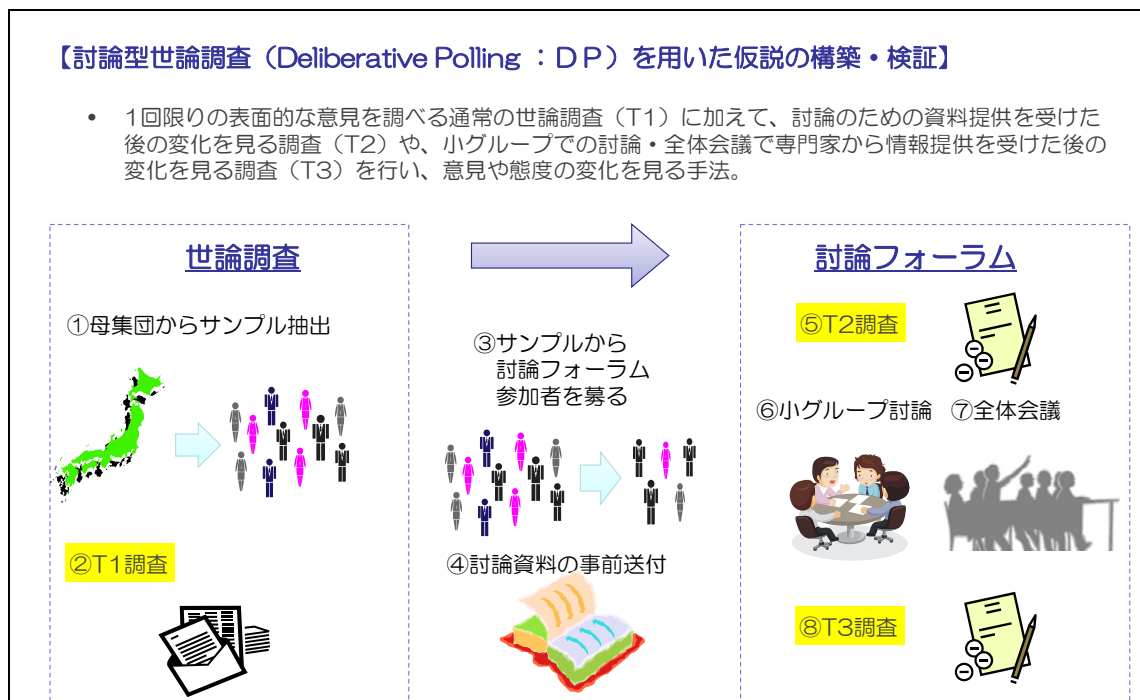 【討論型世論調査（Deliberative Polling ：ＤＰ）を用いた仮説の構築・検証】
• 1回限りの表面的な意見を調べる通常の世論調査（T1）に加えて、討論のための資料提供を受けた
後の変化を見る調査（T2）や、小グループでの討論・全体会議で専門家から情報提供を受けた後の
変化を見る調査（T3）を行い、意見や態度の変化を見る手法。
世論調査
①母集団からサンプル抽出
②T1調査
③サンプルから
討論フォーラム
参加者を募る
④討論資料の事前送付
討論フォーラム
⑤T2調査
⑥小グループ討論
⑦全体会議
⑧T3調査